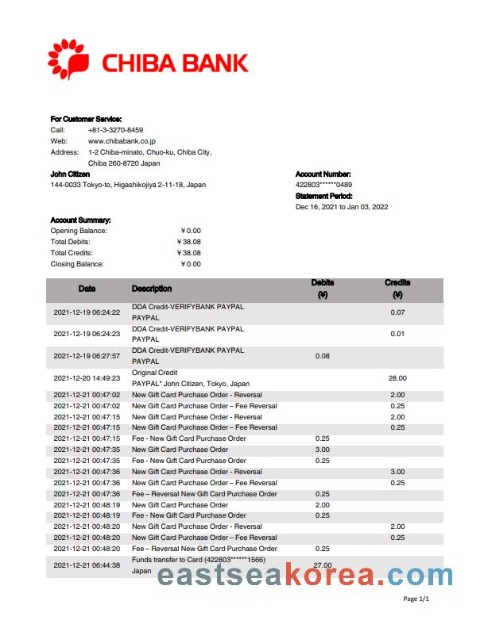 CHIBA BANK
For Customer Service:
Call: +81-3-3270-8459
Web: www.chibabank.co.jp
Address: 1-2 Chiba-minato, Chuo-ku, Chiba City,
Chiba 260-8720 Japan
John Citizen
144-0033 Tokyo-to, Higashikojiya 2-11-18, Japan
Account Number:
422803******0489
Statement Period:
Dec 16, 2021 to Jan 03, 2022
Account Summary:
Opening Balance: ¥ 0.00
Total Debits: ¥ 38.08
Total Credits: ¥ 38.08
Closing Balance: ¥ 0.00
Date Description Debits (¥) Credits (¥)
2021-12-19 06:24:22 DDA Credit-VERIFYBANK PAYPAL
PAYPAL 0.07
2021-12-19 06:24:23 DDA Credit-VERIFYBANK PAYPAL
PAYPAL 0.01
2021-12-19 06:27:57 DDA Credit-VERIFYBANK PAYPAL
PAYPAL 0.08
2021-12-20 14:49:23 Original Credit
PAYPAL* John Citizen, Tokyo, Japan 28.00
2021-12-21 00:47:02 New Gift Card Purchase Order - Reversal 2.00
2021-12-21 00:47:02 New Gift Card Purchase Order – Fee Reversal 0.25
2021-12-21 00:47:15 New Gift Card Purchase Order - Reversal 2.00
2021-12-21 00:47:15 New Gift Card Purchase Order – Fee Reversal 0.25
2021-12-21 00:47:15 Fee - New Gift Card Purchase Order 0.25
2021-12-21 00:47:35 New Gift Card Purchase Order 3.00
2021-12-21 00:47:35 Fee - New Gift Card Purchase Order 0.25
2021-12-21 00:47:36 New Gift Card Purchase Order - Reversal 3.00
2021-12-21 00:47:36 New Gift Card Purchase Order – Fee Reversal 0.25
2021-12-21 00:47:36 Fee – Reversal New Gift Card Purchase Order 0.25
2021-12-21 00:48:19 New Gift Card Purchase Order 2.00
2021-12-21 00:48:19 Fee - New Gift Card Purchase Order 0.25
2021-12-21 00:48:20 New Gift Card Purchase Order - Reversal 2.00
2021-12-21 00:48:20 New Gift Card Purchase Order – Fee Reversal 0.25
2021-12-21 00:48:20 Fee – Reversal New Gift Card Purchase Order 0.25
2021-12-21 06:44:38 Funds transfer to Card (422803******1566)
Japan 27.00
eastseakorea.com
Page 1/1